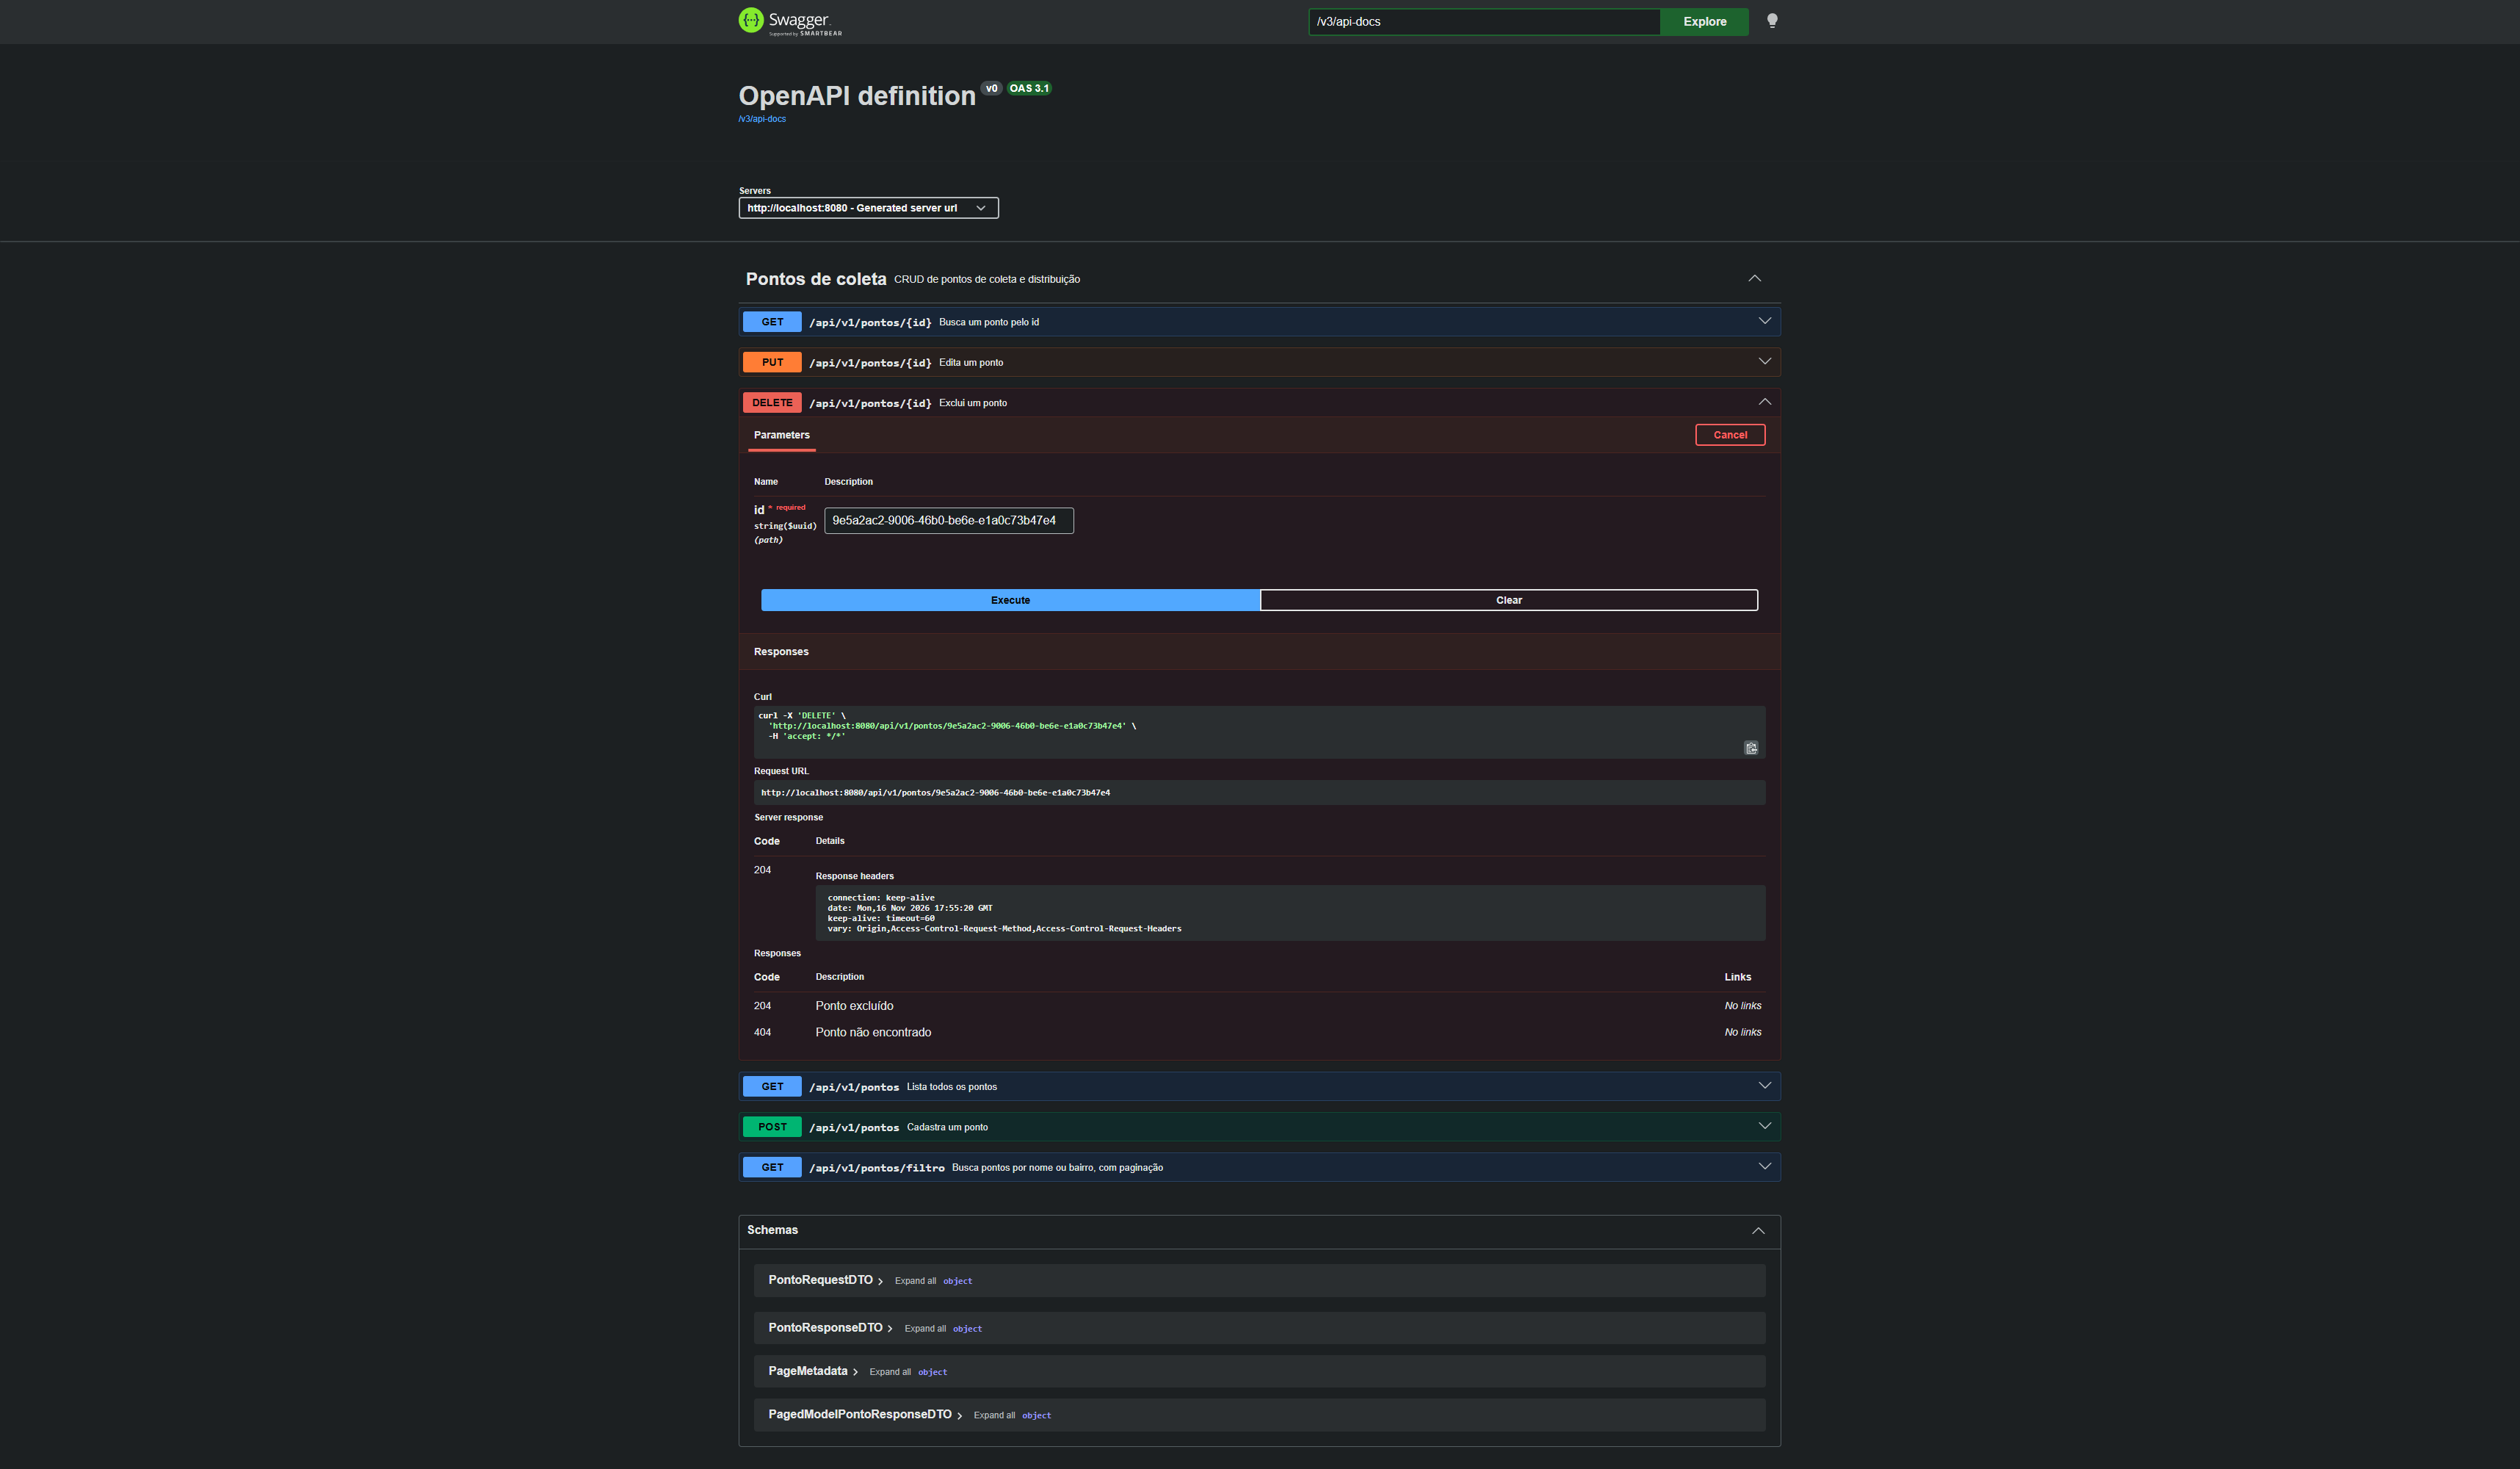 Swagger
Supported by SMARTBEAR
/v3/api-docs
Explore
OpenAPI definition v0 OAS 3.1
/v3/api-docs
Servers
http://localhost:8080 - Generated server url
Pontos de coleta CRUD de pontos de coleta e distribuição
GET /api/v1/pontos/{id} Busca um ponto pelo id
PUT /api/v1/pontos/{id} Edita um ponto
DELETE /api/v1/pontos/{id} Exclui um ponto
Parameters Cancel
Name Description
id * required
string($uuid)
(path)
9e5a2ac2-9006-46b0-be6e-e1a0c73b47e4
Execute Clear
Responses
Curl
curl -X 'DELETE' \
'http://localhost:8080/api/v1/pontos/9e5a2ac2-9006-46b0-be6e-e1a0c73b47e4' \
-H 'accept: */*'
Request URL
http://localhost:8080/api/v1/pontos/9e5a2ac2-9006-46b0-be6e-e1a0c73b47e4
Server response
Code Details
204
Response headers
connection: keep-alive
date: Mon,16 Nov 2026 17:55:20 GMT
keep-alive: timeout=60
vary: Origin,Access-Control-Request-Method,Access-Control-Request-Headers
Responses
Code Description Links
204 Ponto excluído No links
404 Ponto não encontrado No links
GET /api/v1/pontos Lista todos os pontos
POST /api/v1/pontos Cadastra um ponto
GET /api/v1/pontos/filtro Busca pontos por nome ou bairro, com paginação
Schemas
PontoRequestDTO Expand all object
PontoResponseDTO Expand all object
PageMetadata Expand all object
PagedModelPontoResponseDTO Expand all object